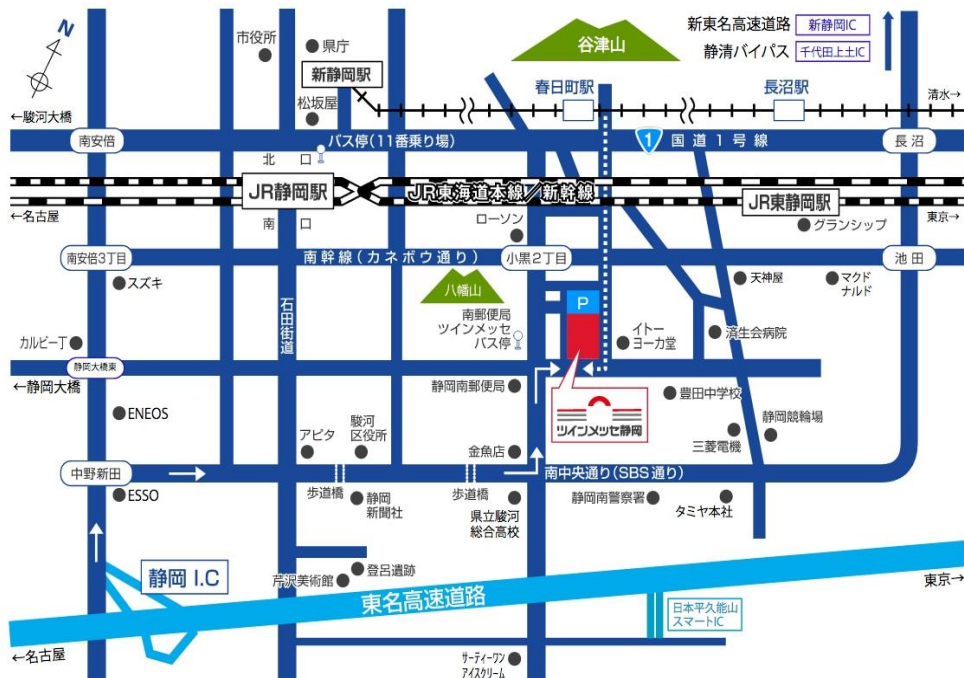 N
市役所
県庁
新静岡駅
谷津山
新東名高速道路
新静岡IC
静清バイパス
千代田上土IC
松坂屋
春日町駅
長沼駅
清水→
←駿河大橋
南安倍
バス停(11番乗り場)
1
国道1号線
長沼
北 口
JR静岡駅
JR東海道本線/新幹線
JR東静岡駅
←名古屋
南 口
ローソン
グランシップ
東京→
南安倍3丁目
南幹線(カネボウ通り)
小黒2丁目
池田
スズキ
八幡山
天神屋
マクド
ナルド
石田街道
南郵便局
ツインメッセ
バス停
P
イトー
ヨーカ堂
済生会病院
カルビー丁
静岡大橋東
←静岡大橋
静岡南郵便局
豊田中学校
ツインメッセ静岡
ENEOS
アピタ
駿河
区役所
金魚店
三菱電機
静岡競輪場
中野新田
南中央通り(SBS通り)
ESSO
歩道橋
静岡
新聞社
歩道橋
県立駿河
総合高校
静岡南警察署
タミヤ本社
静岡 I.C
芹沢美術館
登呂遺跡
東名高速道路
東京→
日本平久能山
スマートIC
←名古屋
サーティーワン
アイスクリーム